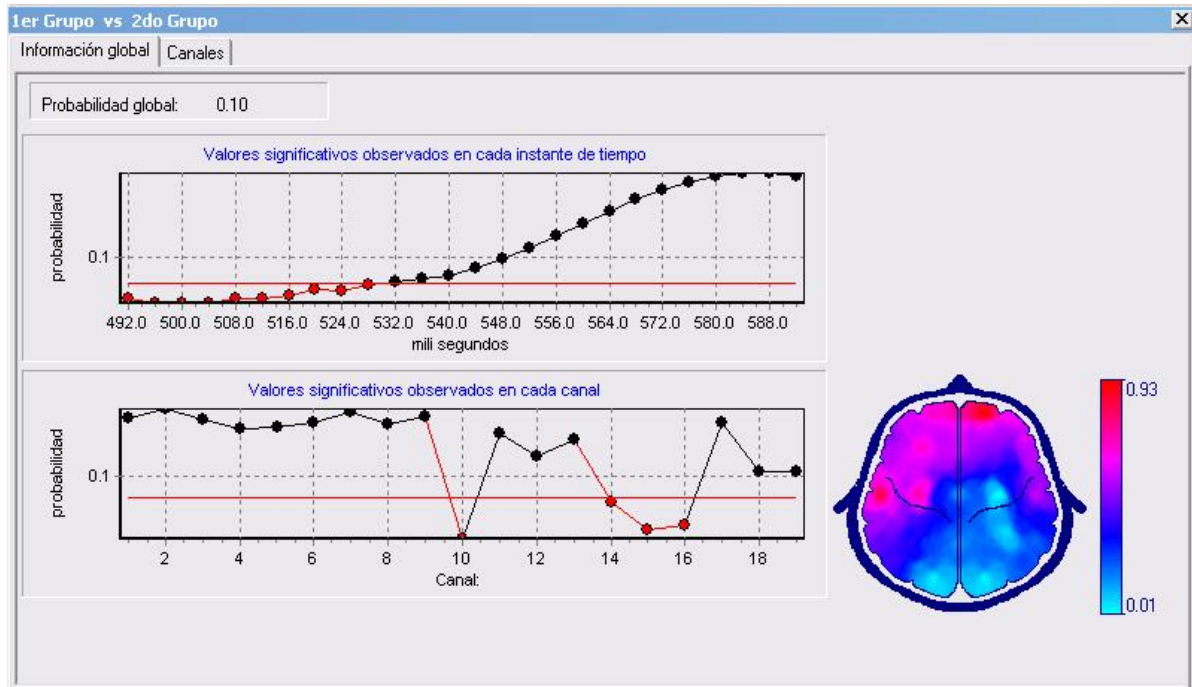 1er Grupo vs 2do Grupo
Información global
Canales
Probabilidad global: 0.10
Valores significativos observados en cada instante de tiempo
probabilidad
0.1
492.0 500.0 508.0 516.0 524.0 532.0 540.0 548.0 556.0 564.0 572.0 580.0 588.0
mili segundos
Valores significativos observados en cada canal
probabilidad
0.1
2 4 6 8 10 12 14 16 18
Canal:
0.93
0.01